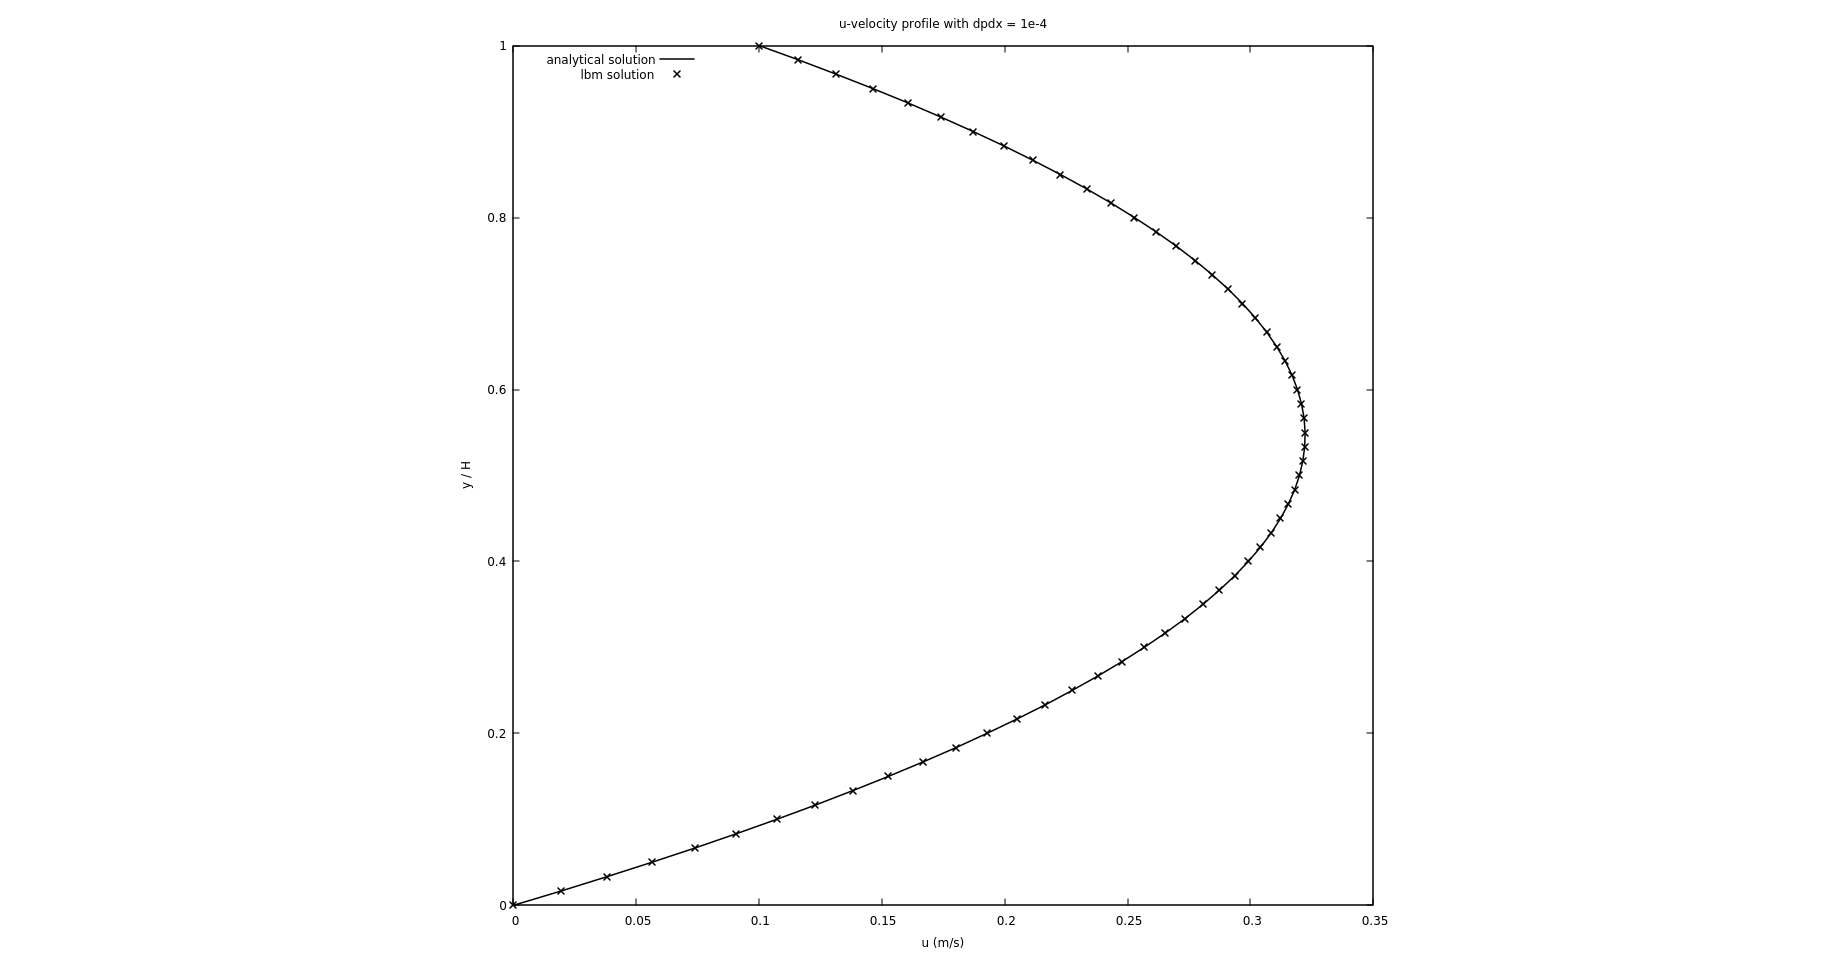 u-velocity profile with dpdx = 1e-4
1
analytical solution
lbm solution
0.8
0.6
y / H
0.4
0.2
0
0 0.05 0.1 0.15 0.2 0.25 0.3 0.35
u (m/s)